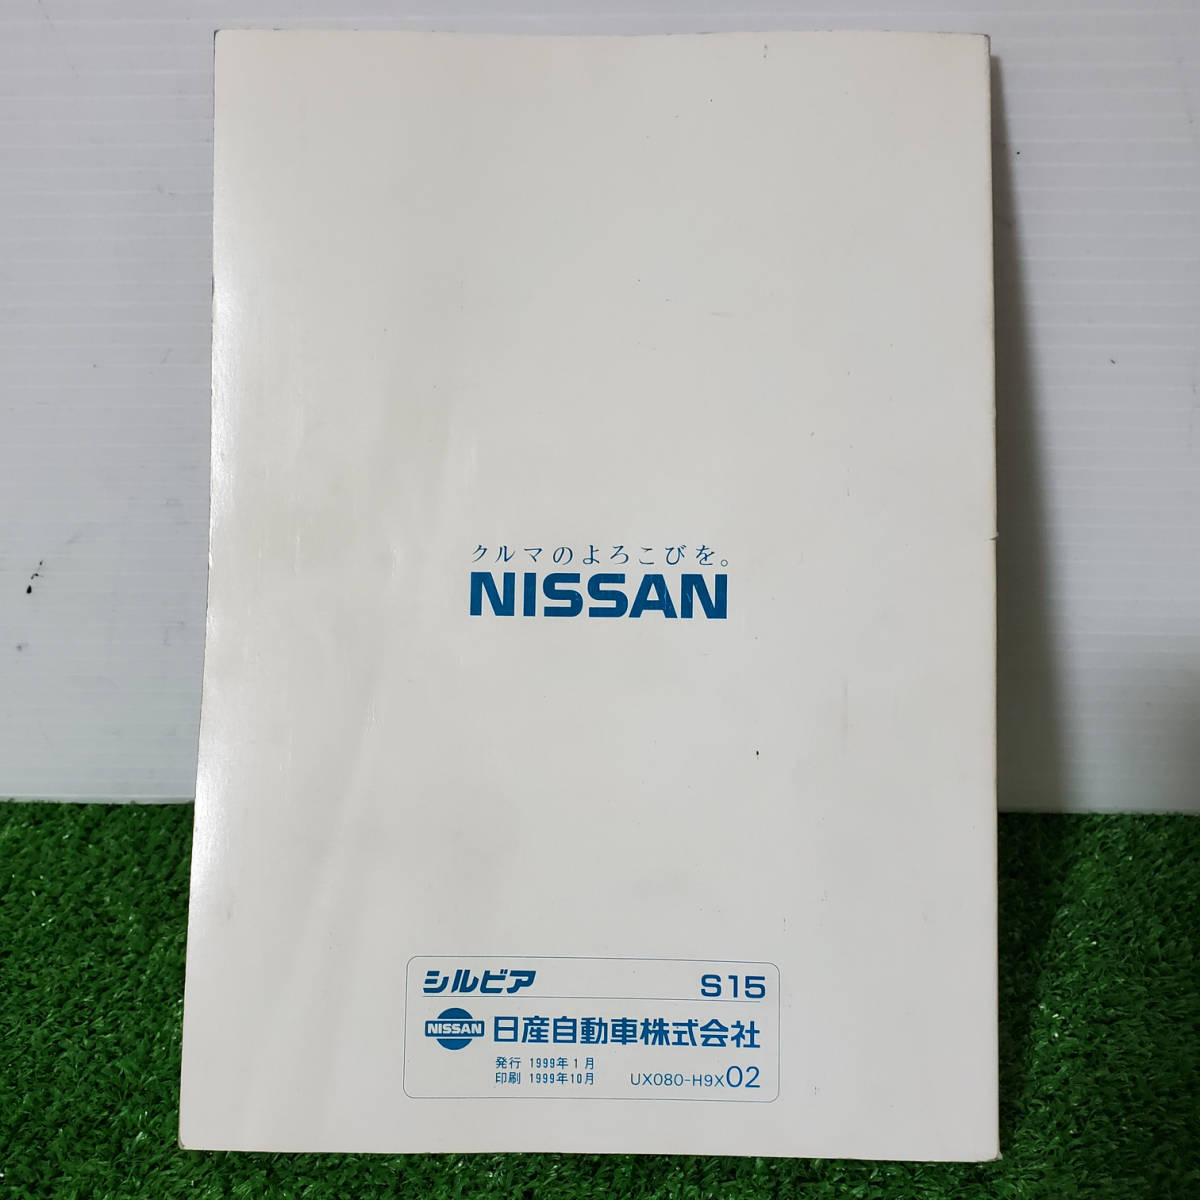 クルマのよろこびを。
NISSAN
シルビア S15
NISSAN 日産自動車株式会社
発行 1999年1月
印刷 1999年10月 UX080-H9X02